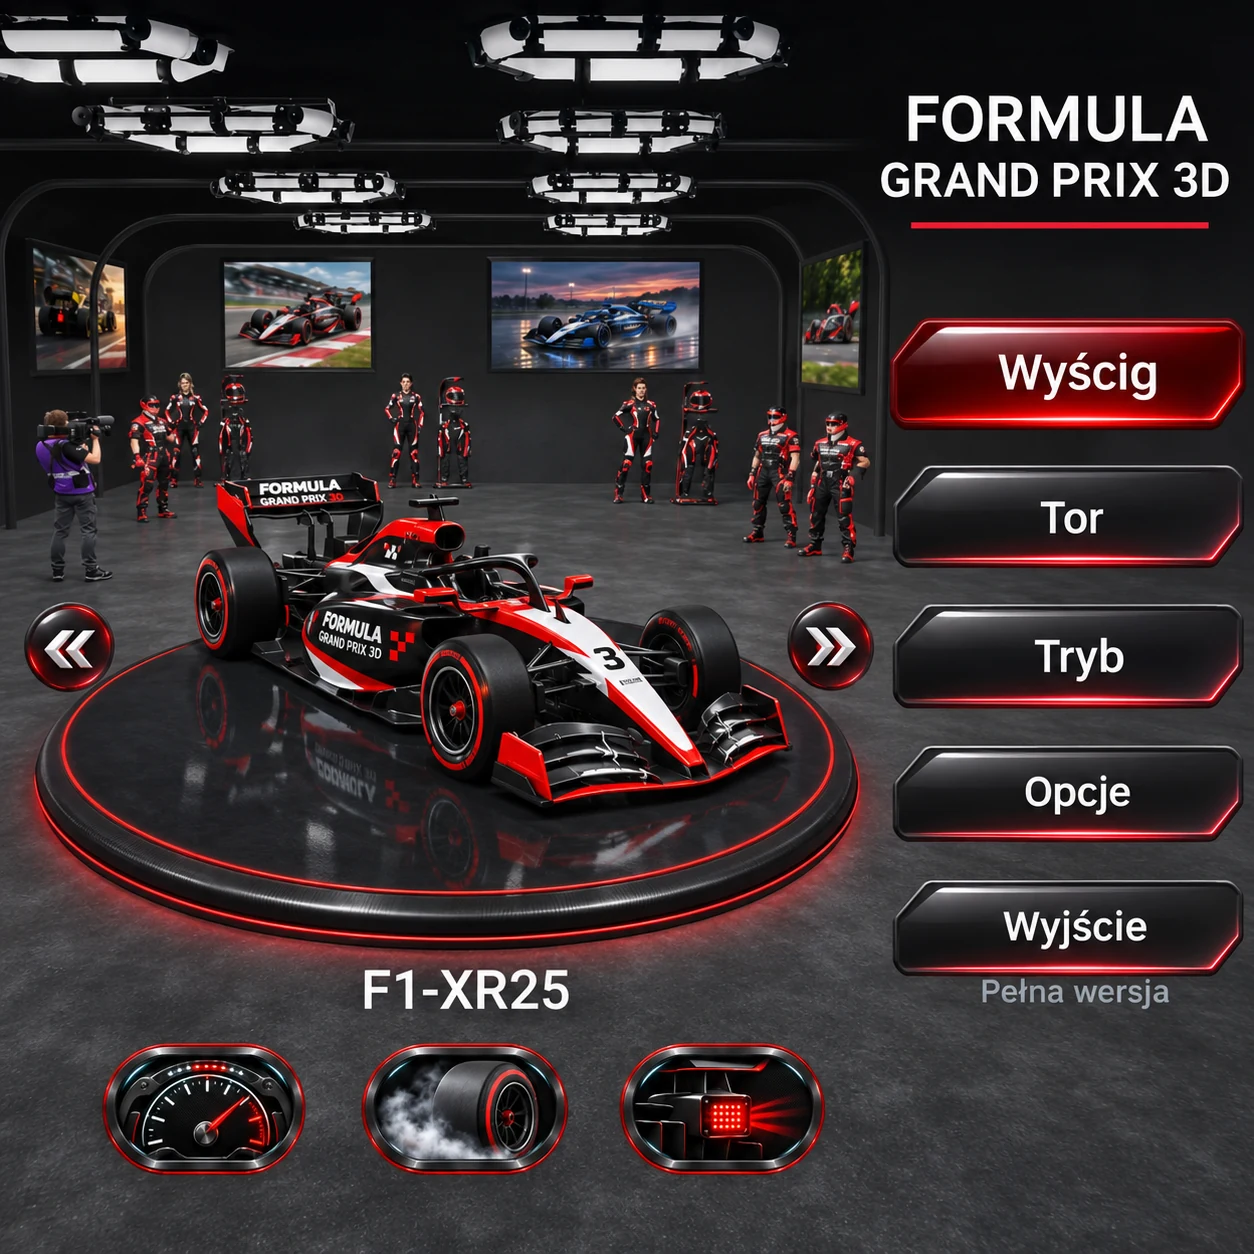 FORMULA
GRAND PRIX 3D
Wyścig
Tor
Tryb
Opcje
Wyjście
Pełna wersja
FORMULA
GRAND PRIX 3D
FORMULA
GRAND PRIX 3D
3
F1-XR25